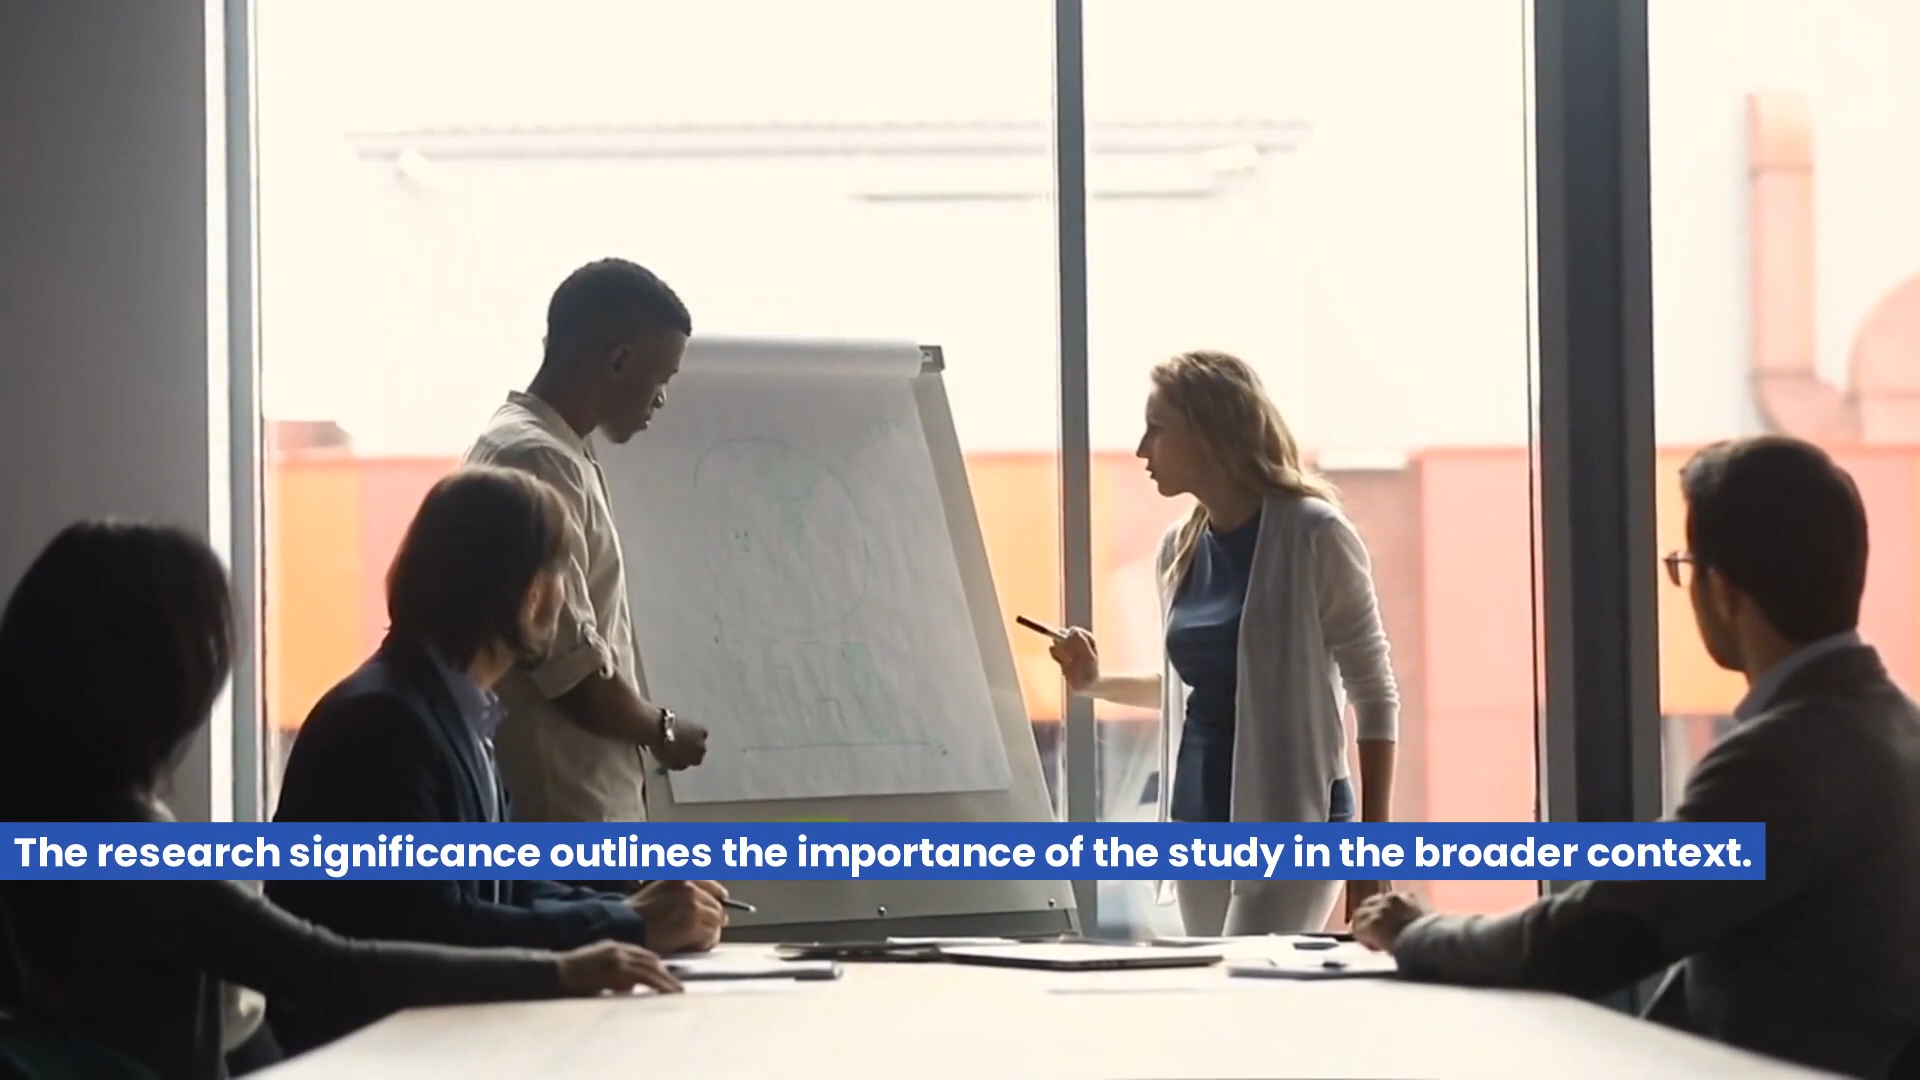 The research significance outlines the importance of the study in the broader context.